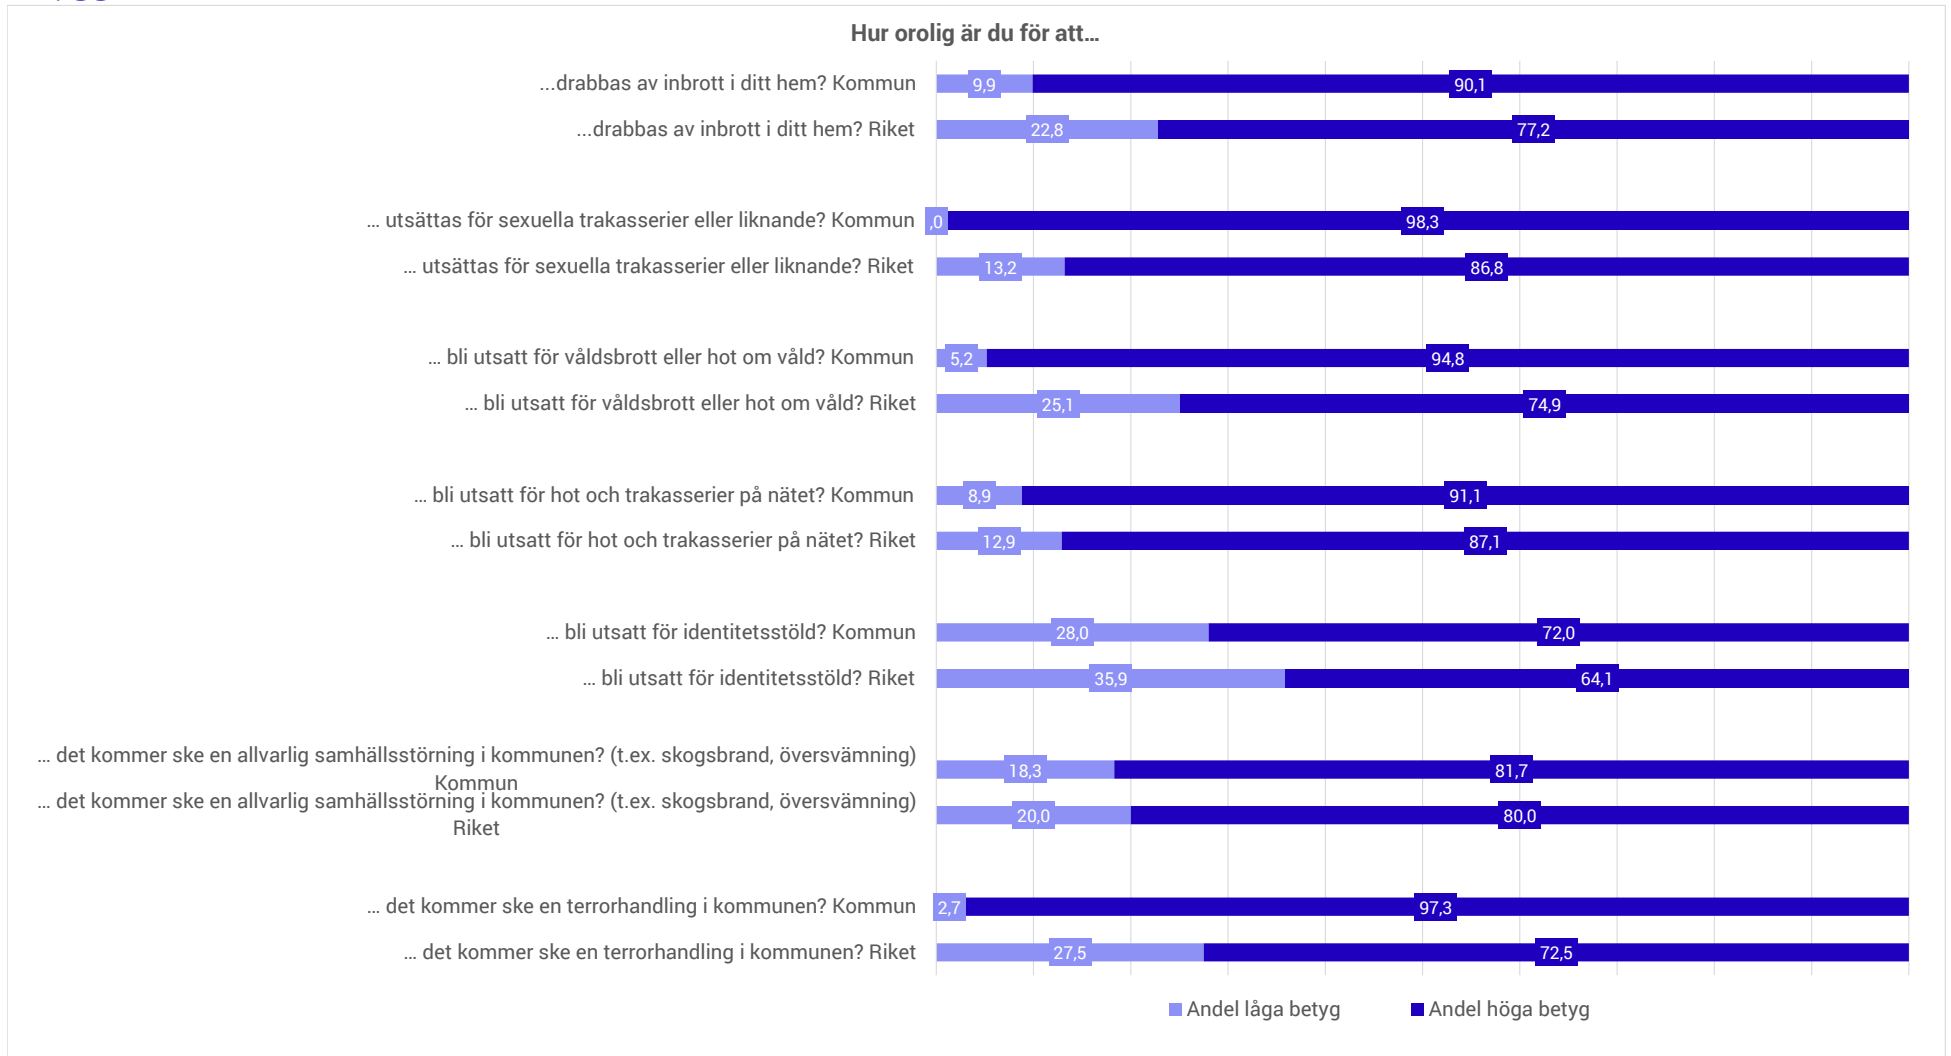 Hur orolig är du för att…
...drabbas av inbrott i ditt hem? Kommun
9,9
90,1
...drabbas av inbrott i ditt hem? Riket
22,8
77,2
… utsättas för sexuella trakasserier eller liknande? Kommun
,0
98,3
… utsättas för sexuella trakasserier eller liknande? Riket
13,2
86,8
… bli utsatt för våldsbrott eller hot om våld? Kommun
5,2
94,8
… bli utsatt för våldsbrott eller hot om våld? Riket
25,1
74,9
… bli utsatt för hot och trakasserier på nätet? Kommun
8,9
91,1
… bli utsatt för hot och trakasserier på nätet? Riket
12,9
87,1
… bli utsatt för identitetsstöld? Kommun
28,0
72,0
… bli utsatt för identitetsstöld? Riket
35,9
64,1
… det kommer ske en allvarlig samhällsstörning i kommunen? (t.ex. skogsbrand, översvämning)
Kommun
18,3
81,7
… det kommer ske en allvarlig samhällsstörning i kommunen? (t.ex. skogsbrand, översvämning)
Riket
20,0
80,0
… det kommer ske en terrorhandling i kommunen? Kommun
2,7
97,3
… det kommer ske en terrorhandling i kommunen? Riket
27,5
72,5
Andel låga betyg
Andel höga betyg